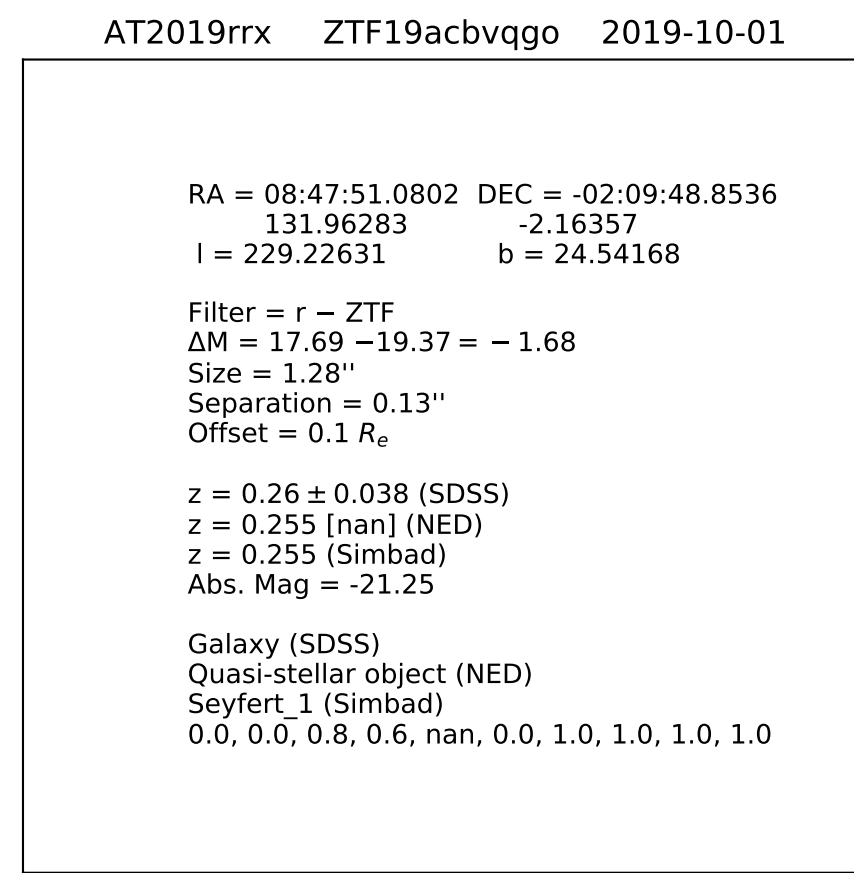 AT2019rrx ZTF19acbvqgo 2019-10-01
RA = 08:47:51.0802 DEC = -02:09:48.8536
131.96283 -2.16357
l = 229.22631 b = 24.54168
Filter = r − ZTF
ΔM = 17.69 −19.37 = − 1.68
Size = 1.28''
Separation = 0.13''
Offset = 0.1 Rₑ
z = 0.26 ± 0.038 (SDSS)
z = 0.255 [nan] (NED)
z = 0.255 (Simbad)
Abs. Mag = -21.25
Galaxy (SDSS)
Quasi-stellar object (NED)
Seyfert_1 (Simbad)
0.0, 0.0, 0.8, 0.6, nan, 0.0, 1.0, 1.0, 1.0, 1.0